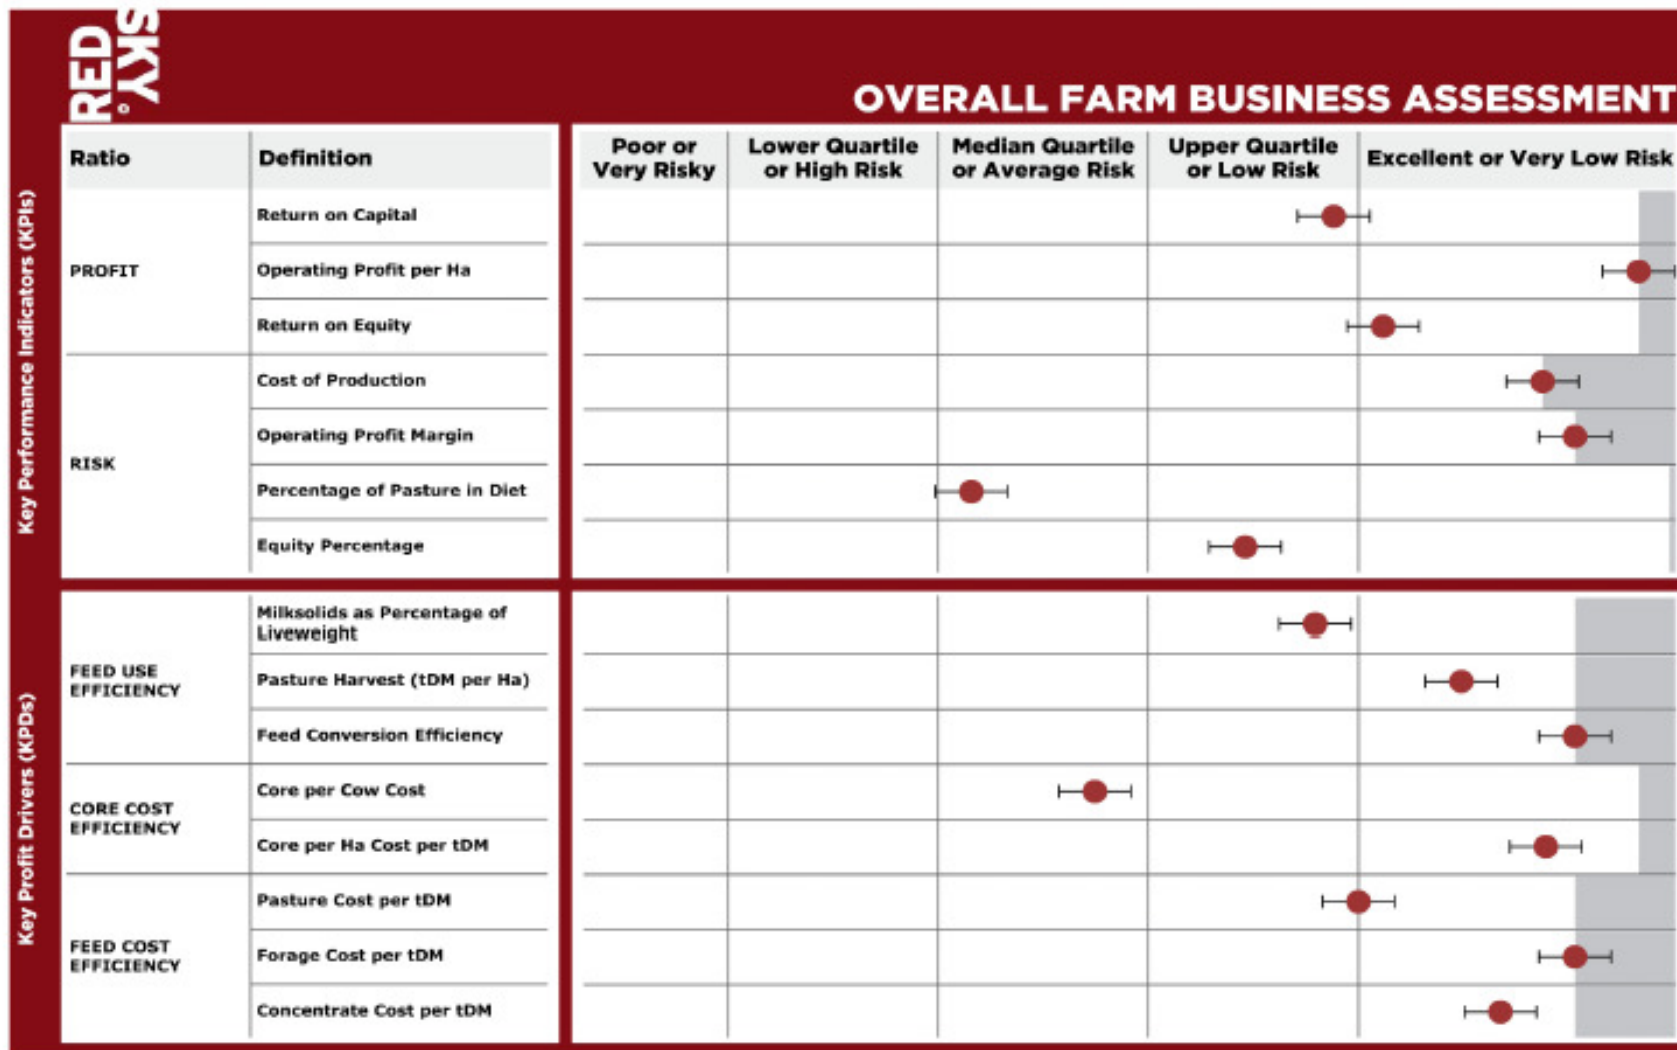 RED
SKY.
OVERALL FARM BUSINESS ASSESSMENT
Key Performance Indicators (KPIs)
Ratio
Definition
Poor or
Very Risky
Lower Quartile
or High Risk
Median Quartile
or Average Risk
Upper Quartile
or Low Risk
Excellent or Very Low Risk
PROFIT
Return on Capital
Operating Profit per Ha
Return on Equity
RISK
Cost of Production
Operating Profit Margin
Percentage of Pasture in Diet
Equity Percentage
Key Profit Drivers (KPDs)
FEED USE
EFFICIENCY
Milksolids as Percentage of
Liveweight
Pasture Harvest (tDM per Ha)
Feed Conversion Efficiency
CORE COST
EFFICIENCY
Core per Cow Cost
Core per Ha Cost per tDM
FEED COST
EFFICIENCY
Pasture Cost per tDM
Forage Cost per tDM
Concentrate Cost per tDM